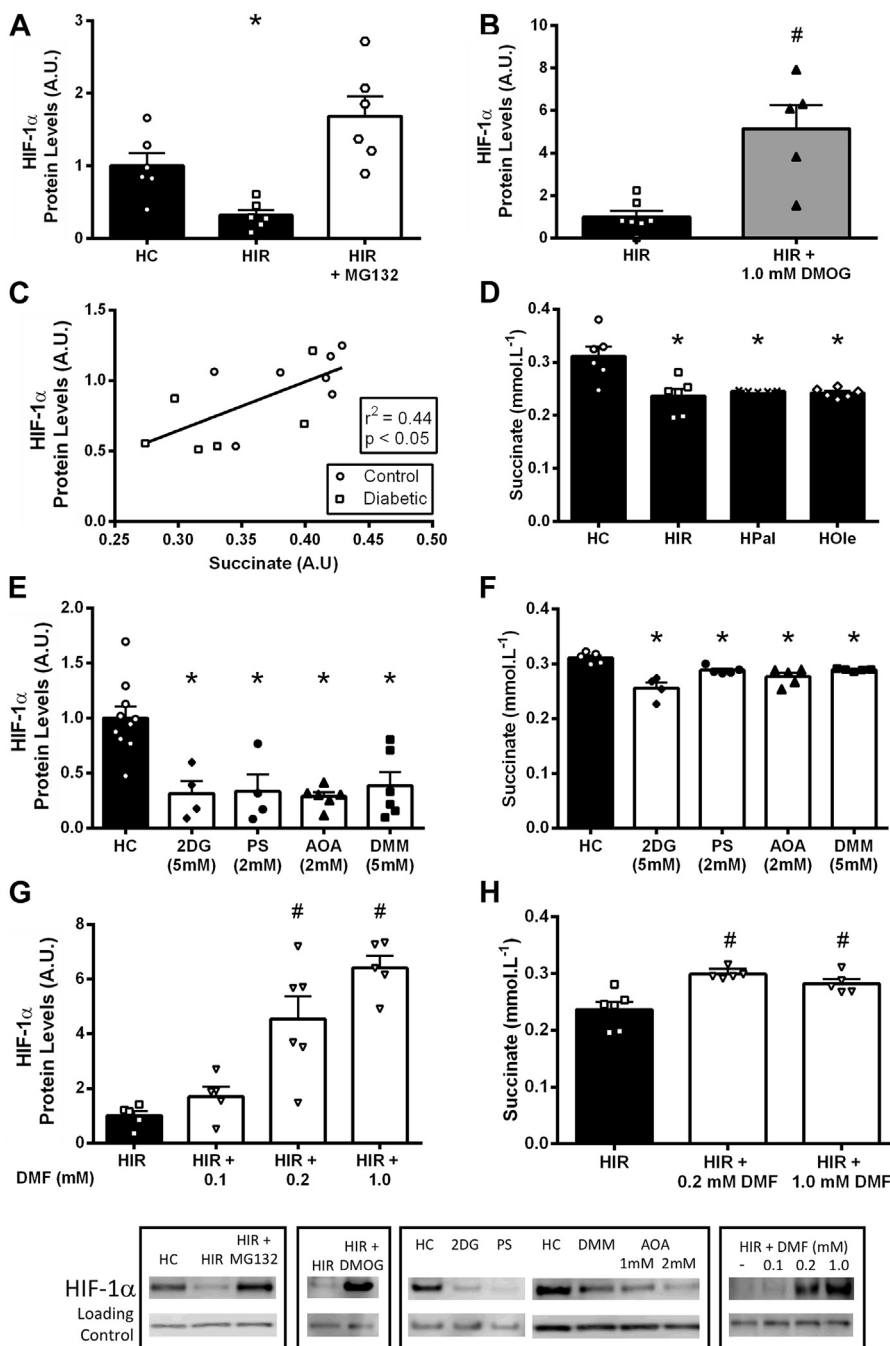 A
HIF-1α
Protein Levels (A.U.)
3
2
1
0
*
HC
HIR
HIR
+ MG132
B
HIF-1α
Protein Levels (A.U.)
10
8
6
4
2
0
#
HIR
HIR +
1.0 mM DMOG
C
HIF-1α
Protein Levels (A.U.)
1.5
1.0
0.5
0.0
0.25
0.30
0.35
0.40
0.45
0.50
Succinate (A.U)
r² = 0.44
p < 0.05
Control
Diabetic
D
Succinate (mmol.L⁻¹)
0.4
0.3
0.2
0.1
0.0
* * *
HC
HIR
HPal
HOle
E
HIF-1α
Protein Levels (A.U.)
2.0
1.5
1.0
0.5
0.0
* * * *
HC 2DG PS AOA DMM
(5mM) (2mM) (2mM) (5mM)
F
Succinate (mmol.L⁻¹)
0.4
0.3
0.2
0.1
0.0
* * * *
HC 2DG PS AOA DMM
(5mM) (2mM) (2mM) (5mM)
G
HIF-1α
Protein Levels (A.U.)
8
6
4
2
0
# #
HIR HIR + HIR + HIR +
DMF (mM) 0.1 0.2 1.0
H
Succinate (mmol.L⁻¹)
0.4
0.3
0.2
0.1
0.0
# #
HIR HIR + HIR +
0.2 mM DMF 1.0 mM DMF
HC HIR HIR +
MG132
HIR HIR +
DMOG
HC 2DG PS HC DMM AOA
1mM 2mM
HIR + DMF (mM)
- 0.1 0.2 1.0
HIF-1α
Loading
Control